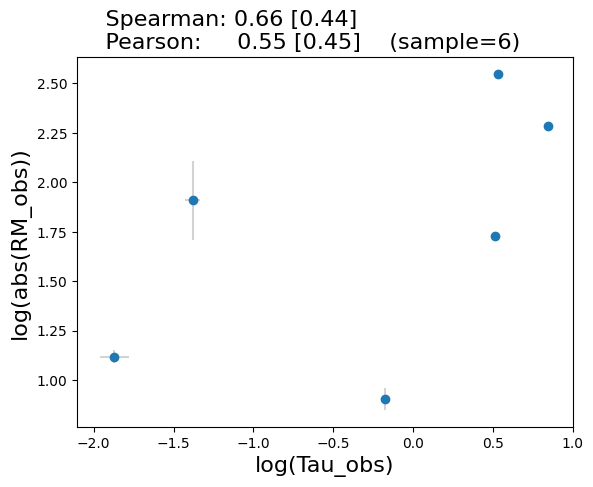 Spearman: 0.66 [0.44]
Pearson: 0.55 [0.45] (sample=6)
2.50
2.25
2.00
1.75
1.50
1.25
1.00
log(abs(RM_obs))
-2.0 -1.5 -1.0 -0.5 0.0 0.5 1.0
log(Tau_obs)